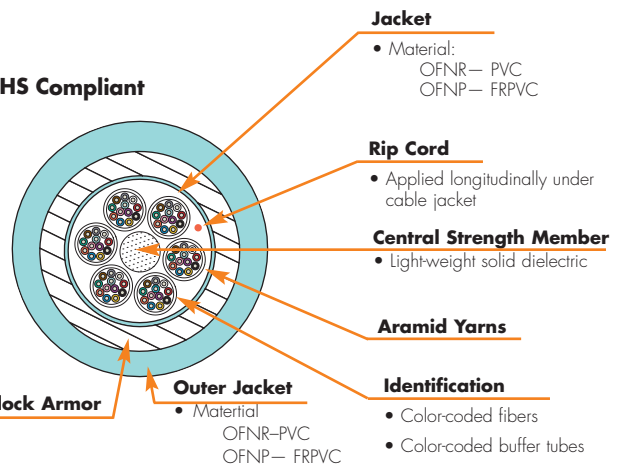 Jacket
• Material:
OFNR— PVC
OFNP— FRPVC
HS Compliant
Rip Cord
• Applied longitudinally under
cable jacket
Central Strength Member
• Light-weight solid dielectric
Aramid Yarns
Identification
• Color-coded fibers
• Color-coded buffer tubes
Outer Jacket
• Matertial
OFNR–PVC
OFNP— FRPVC
lock Armor